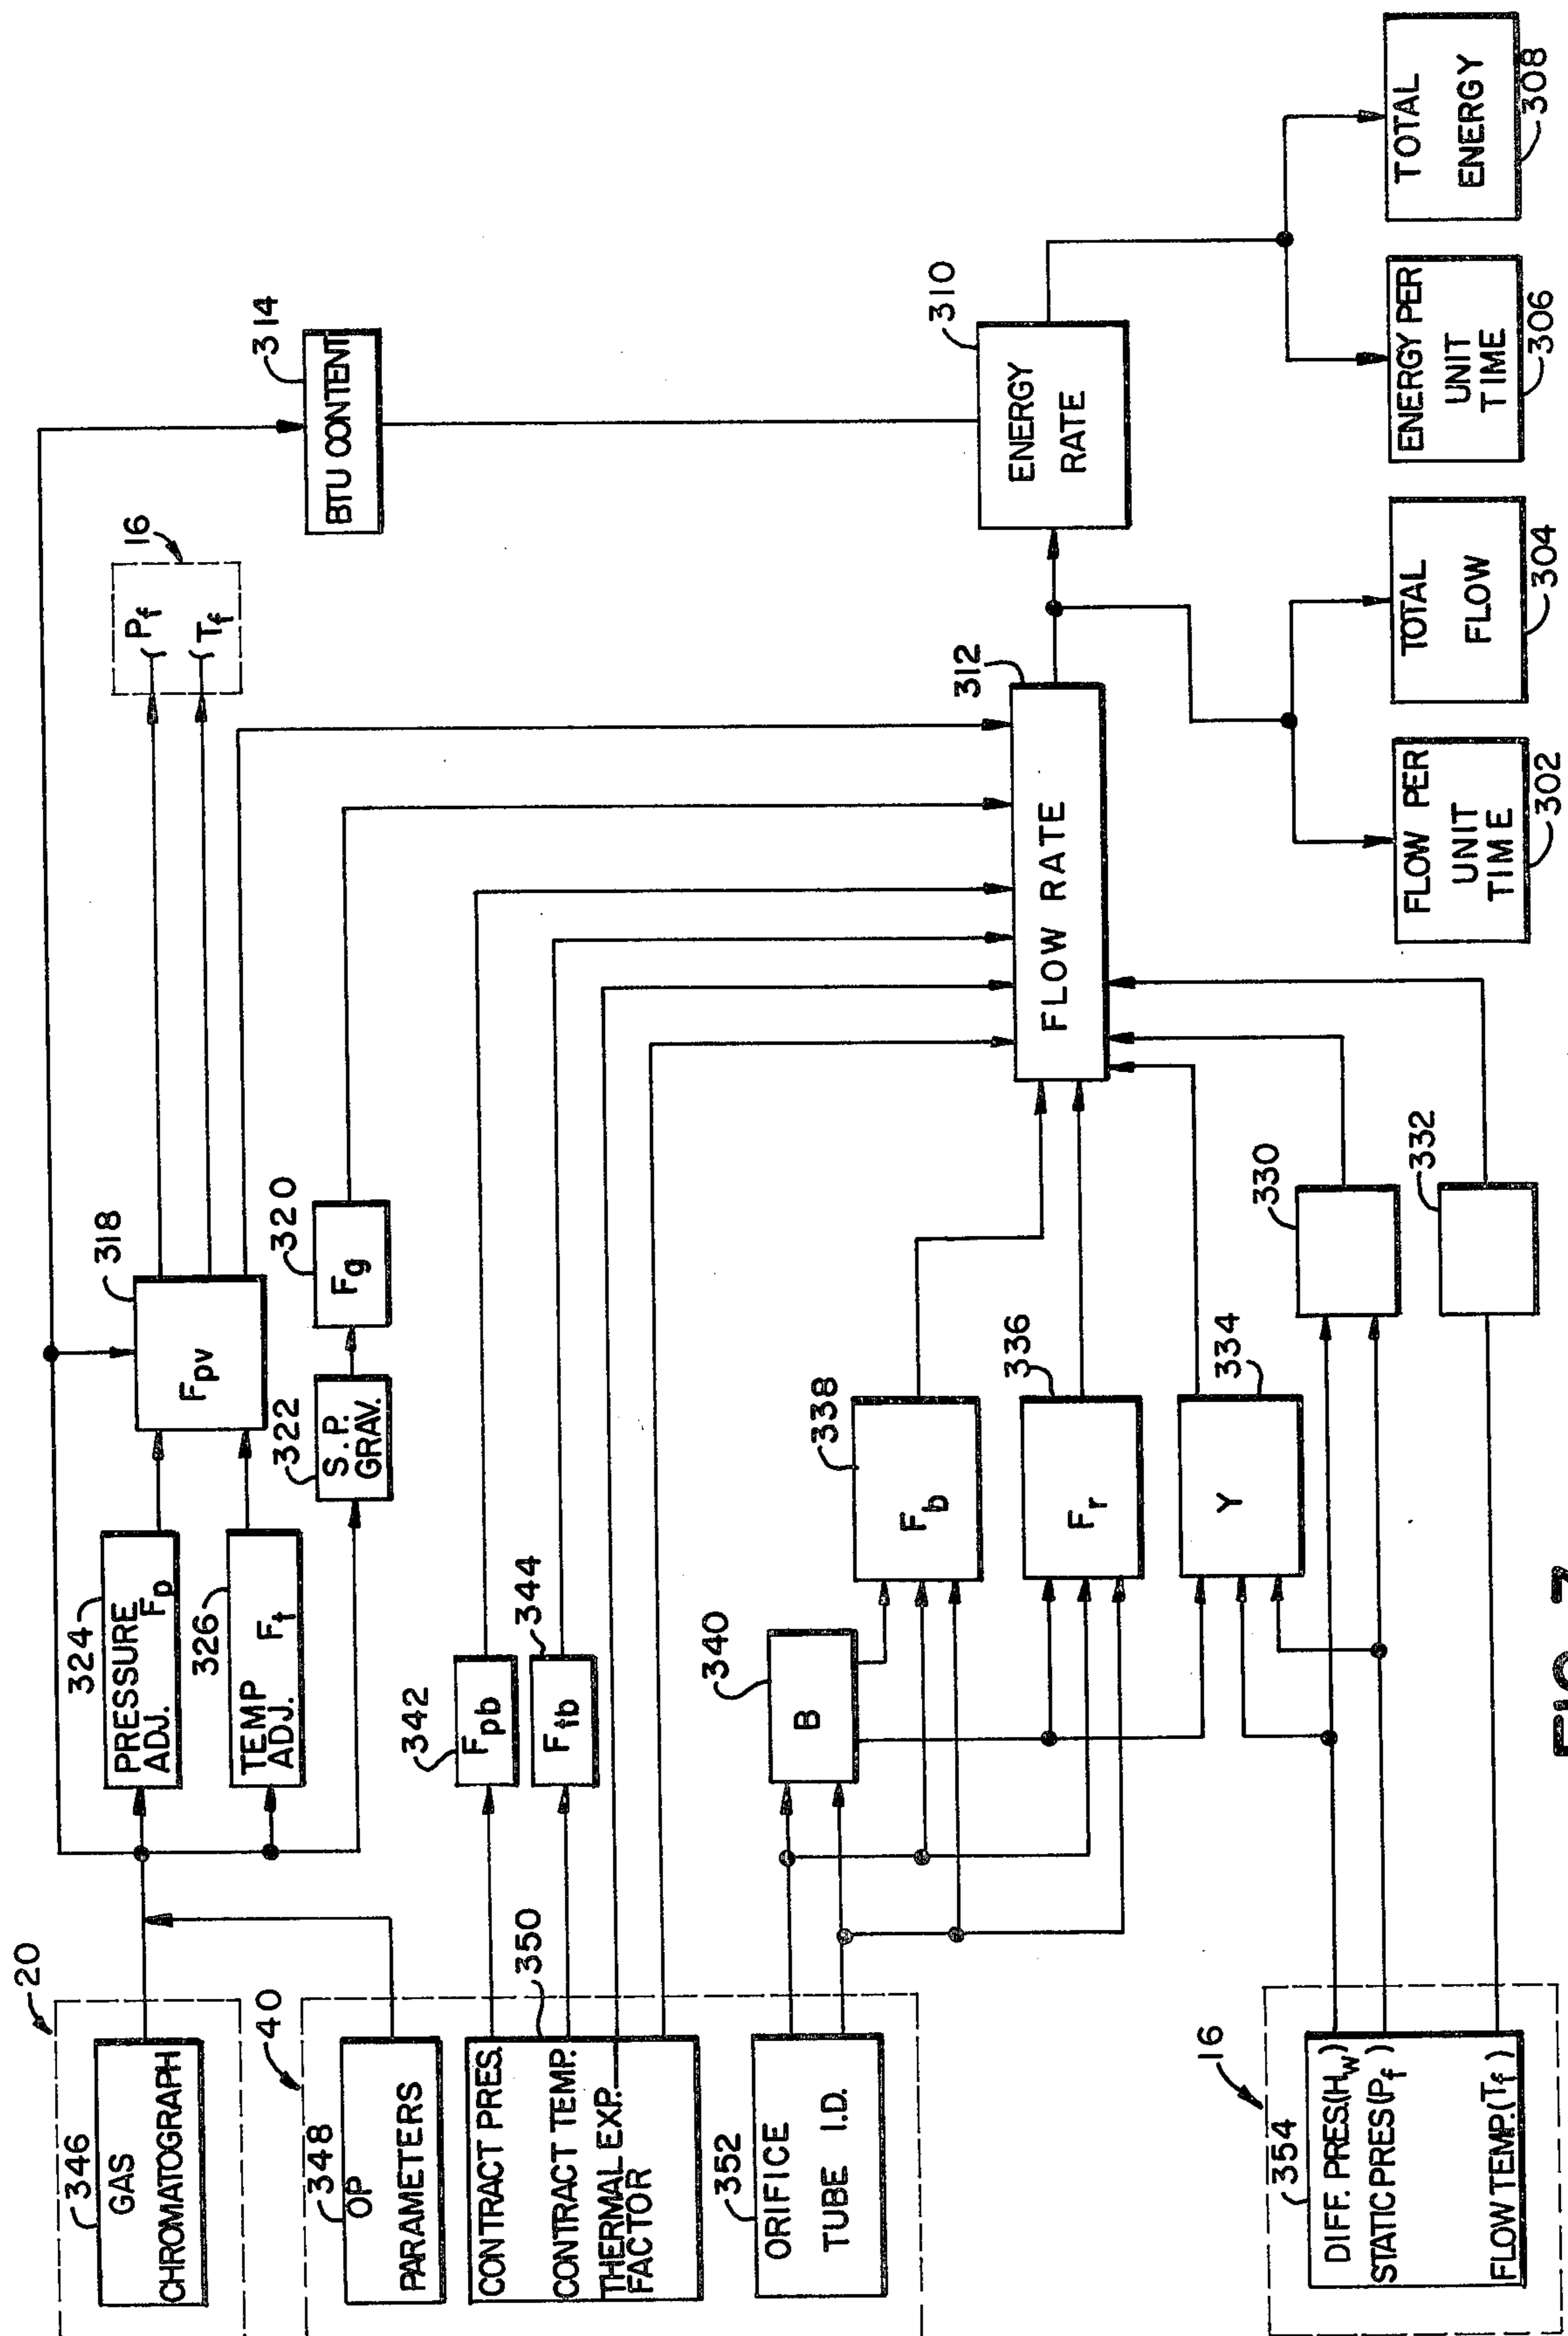 20
346
GAS
CHROMATOGRAPH
40
348
OP
PARAMETERS
CONTRACT PRES.
350
CONTRACT TEMP.
THERMAL EXP.
FACTOR
352
ORIFICE
TUBE I.D.
16
354
DIFF. PRES.(Hw)
STATIC PRES(Pf)
FLOW TEMP.(Tf)
324
PRESSURE
ADJ. Fp
326
TEMP
ADJ. Ft
322
S.P.
GRAV.
318
Fpv
320
Fg
16
Pf
Tf
314
BTU CONTENT
342
Fpb
344
Ftb
340
B
338
Fb
336
Fr
334
Y
330
332
312
FLOW RATE
310
ENERGY
RATE
FLOW PER
UNIT
TIME
302
TOTAL
FLOW
304
ENERGY PER
UNIT
TIME
306
TOTAL
ENERGY
308